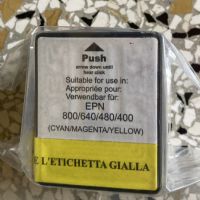 Push
arrow down until
hear click
Suitable for use in:
Appropriée pour:
Verwendbar für:
EPN
800/640/480/400
(CYAN/MAGENTA/YELLOW)
E L'ETICHETTA GIALLA